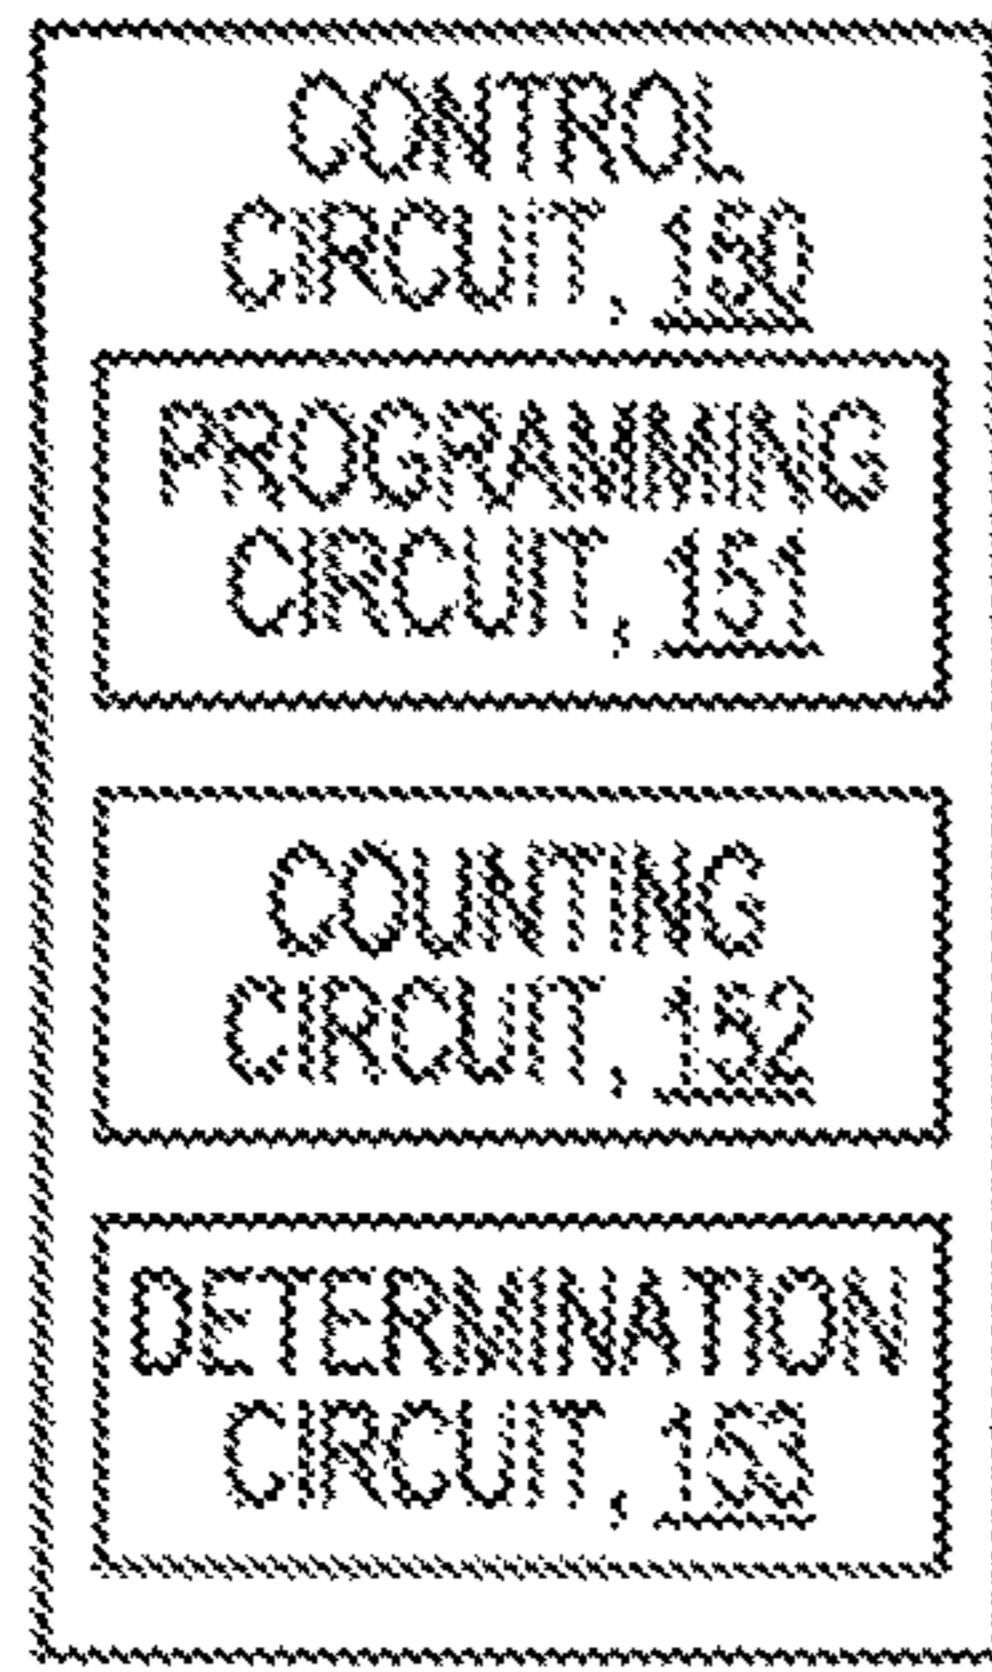 CONTROL
CIRCUIT, 150
PROGRAMMING
CIRCUIT, 151
COUNTING
CIRCUIT, 152
DETERMINATION
CIRCUIT, 153